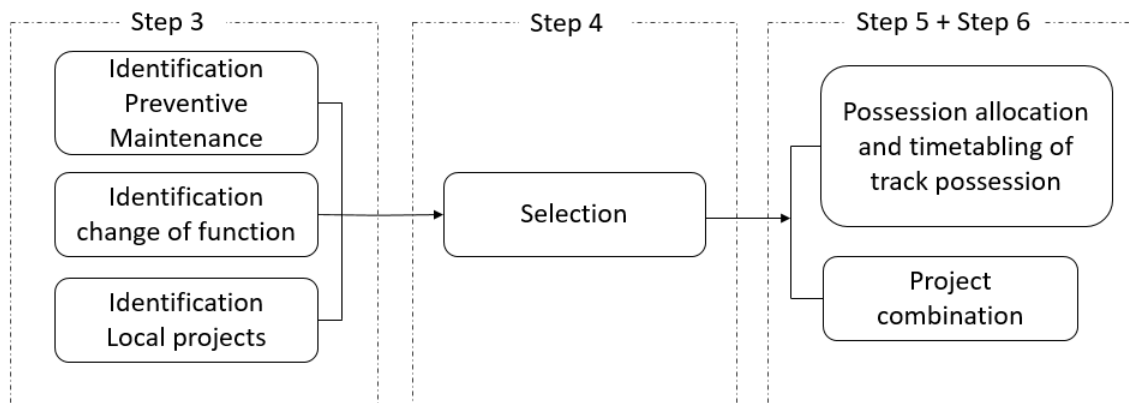 Step 3
Identification
Preventive
Maintenance
Identification
change of function
Identification
Local projects
Step 4
Selection
Step 5 + Step 6
Possession allocation
and timetabling of
track possession
Project
combination